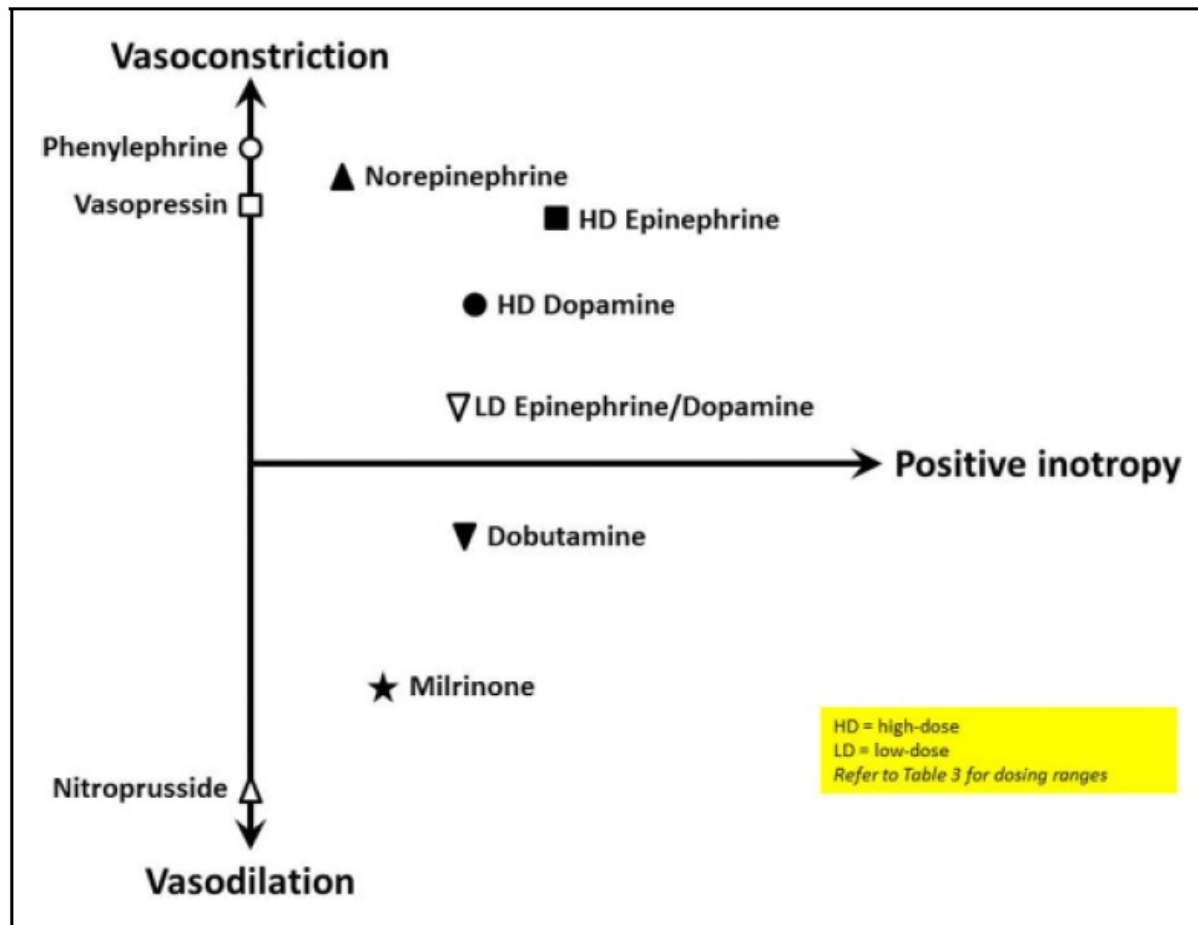 Vasoconstriction
Phenylephrine
Norepinephrine
Vasopressin
HD Epinephrine
HD Dopamine
LD Epinephrine/Dopamine
Positive inotropy
Dobutamine
Milrinone
HD = high-dose
LD = low-dose
Refer to Table 3 for dosing ranges
Nitroprusside
Vasodilation